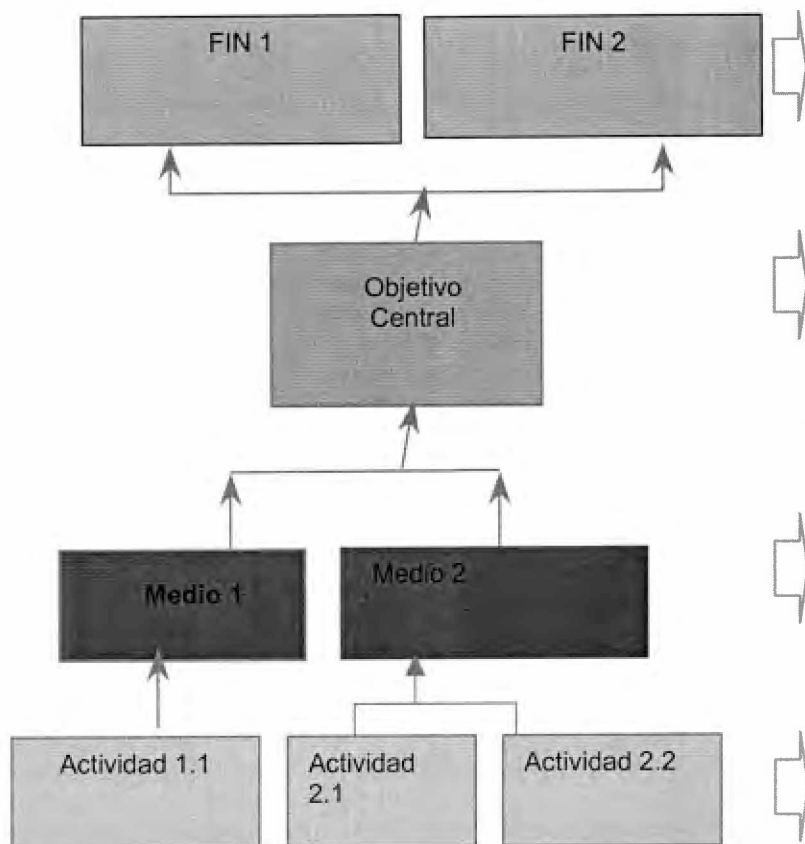 FIN 1
FIN 2
Objetivo
Central
Medio 1
Medio 2
Actividad 1.1
Actividad
2.1
Actividad 2.2